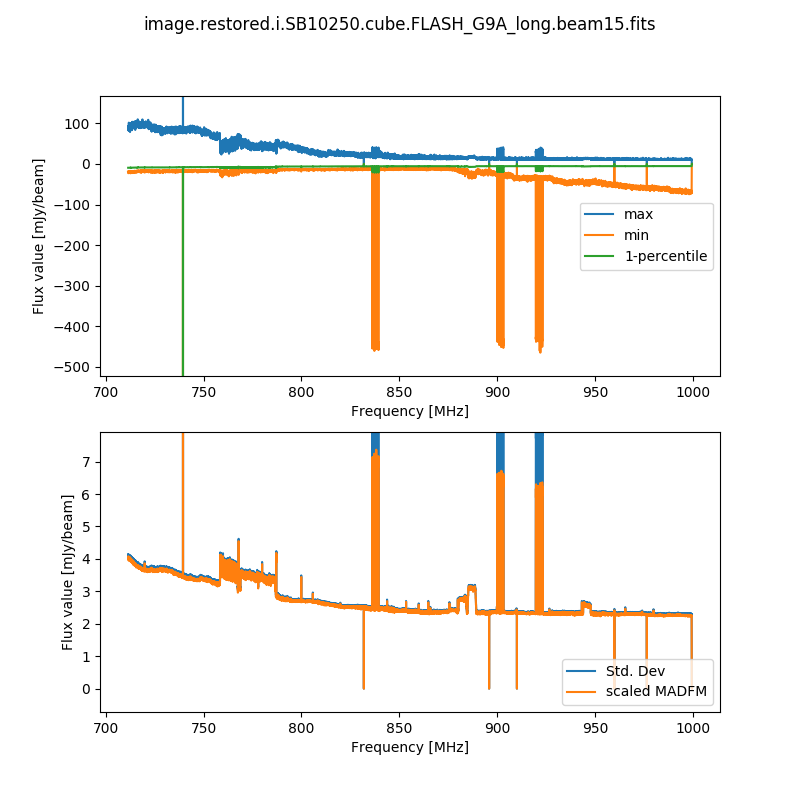 image.restored.i.SB10250.cube.FLASH_G9A_long.beam15.fits
100
0
−100
−200
−300
−400
−500
Flux value [mJy/beam]
max
min
1-percentile
700 750 800 850 900 950 1000
Frequency [MHz]
7
6
5
4
3
2
1
0
Flux value [mJy/beam]
Std. Dev
scaled MADFM
700 750 800 850 900 950 1000
Frequency [MHz]